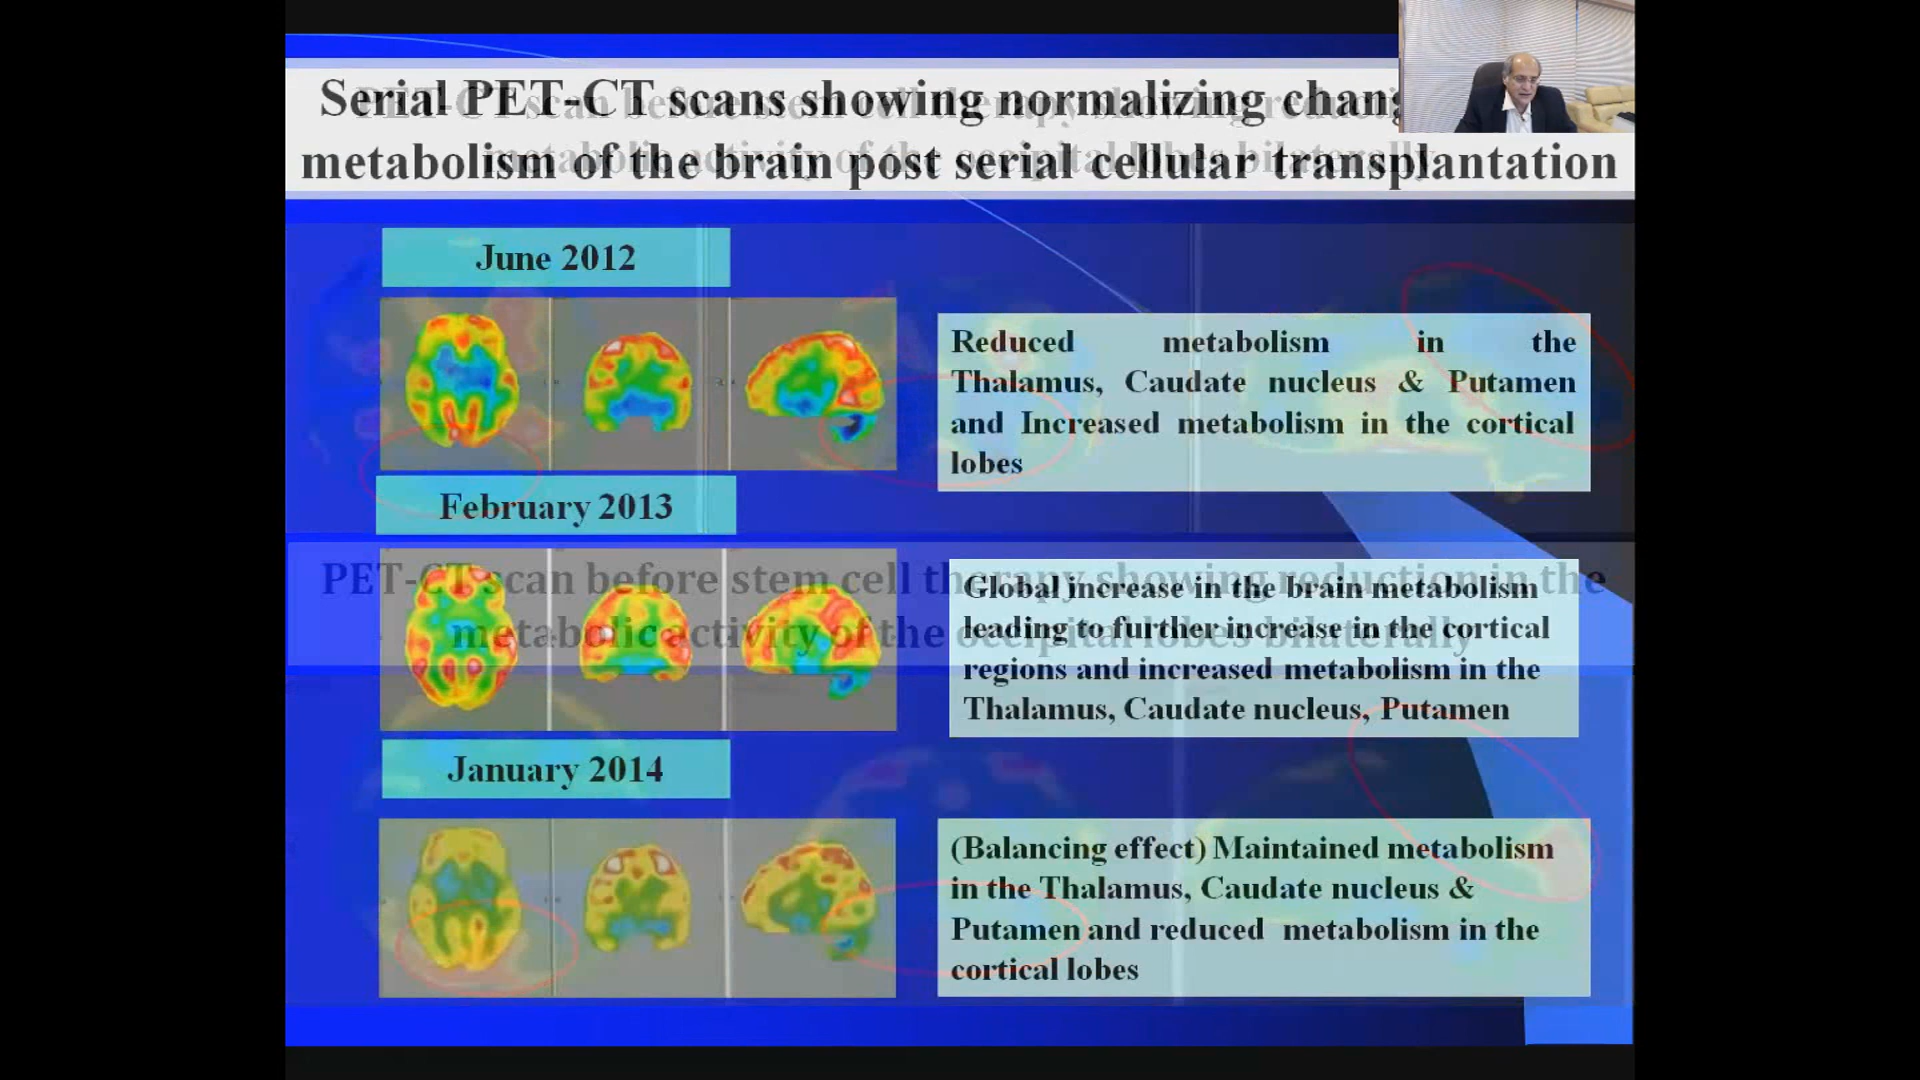 Serial PET-CT scans showing normalizing chang
metabolism of the brain post serial cellular transplantation
June 2012
Reduced metabolism in the
Thalamus, Caudate nucleus & Putamen
and Increased metabolism in the cortical
lobes
February 2013
PET-CT scan before stem cell therapy showing reduction in the
metabolic activity of the occipital lobes bilaterally
Global increase in the brain metabolism
leading to further increase in the cortical
regions and increased metabolism in the
Thalamus, Caudate nucleus, Putamen
January 2014
(Balancing effect) Maintained metabolism
in the Thalamus, Caudate nucleus &
Putamen and reduced metabolism in the
cortical lobes